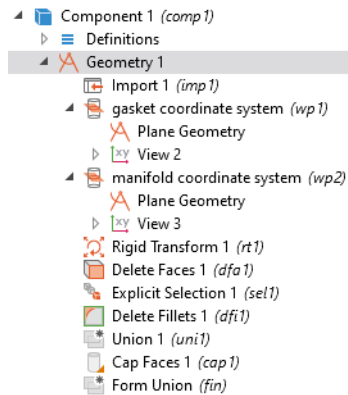 Component 1 (comp1)
Definitions
Geometry 1
Import 1 (imp1)
gasket coordinate system (wp1)
Plane Geometry
xy View 2
manifold coordinate system (wp2)
Plane Geometry
xy View 3
Rigid Transform 1 (rt1)
Delete Faces 1 (dfa1)
Explicit Selection 1 (sel1)
Delete Fillets 1 (dfi1)
Union 1 (uni1)
Cap Faces 1 (cap1)
Form Union (fin)